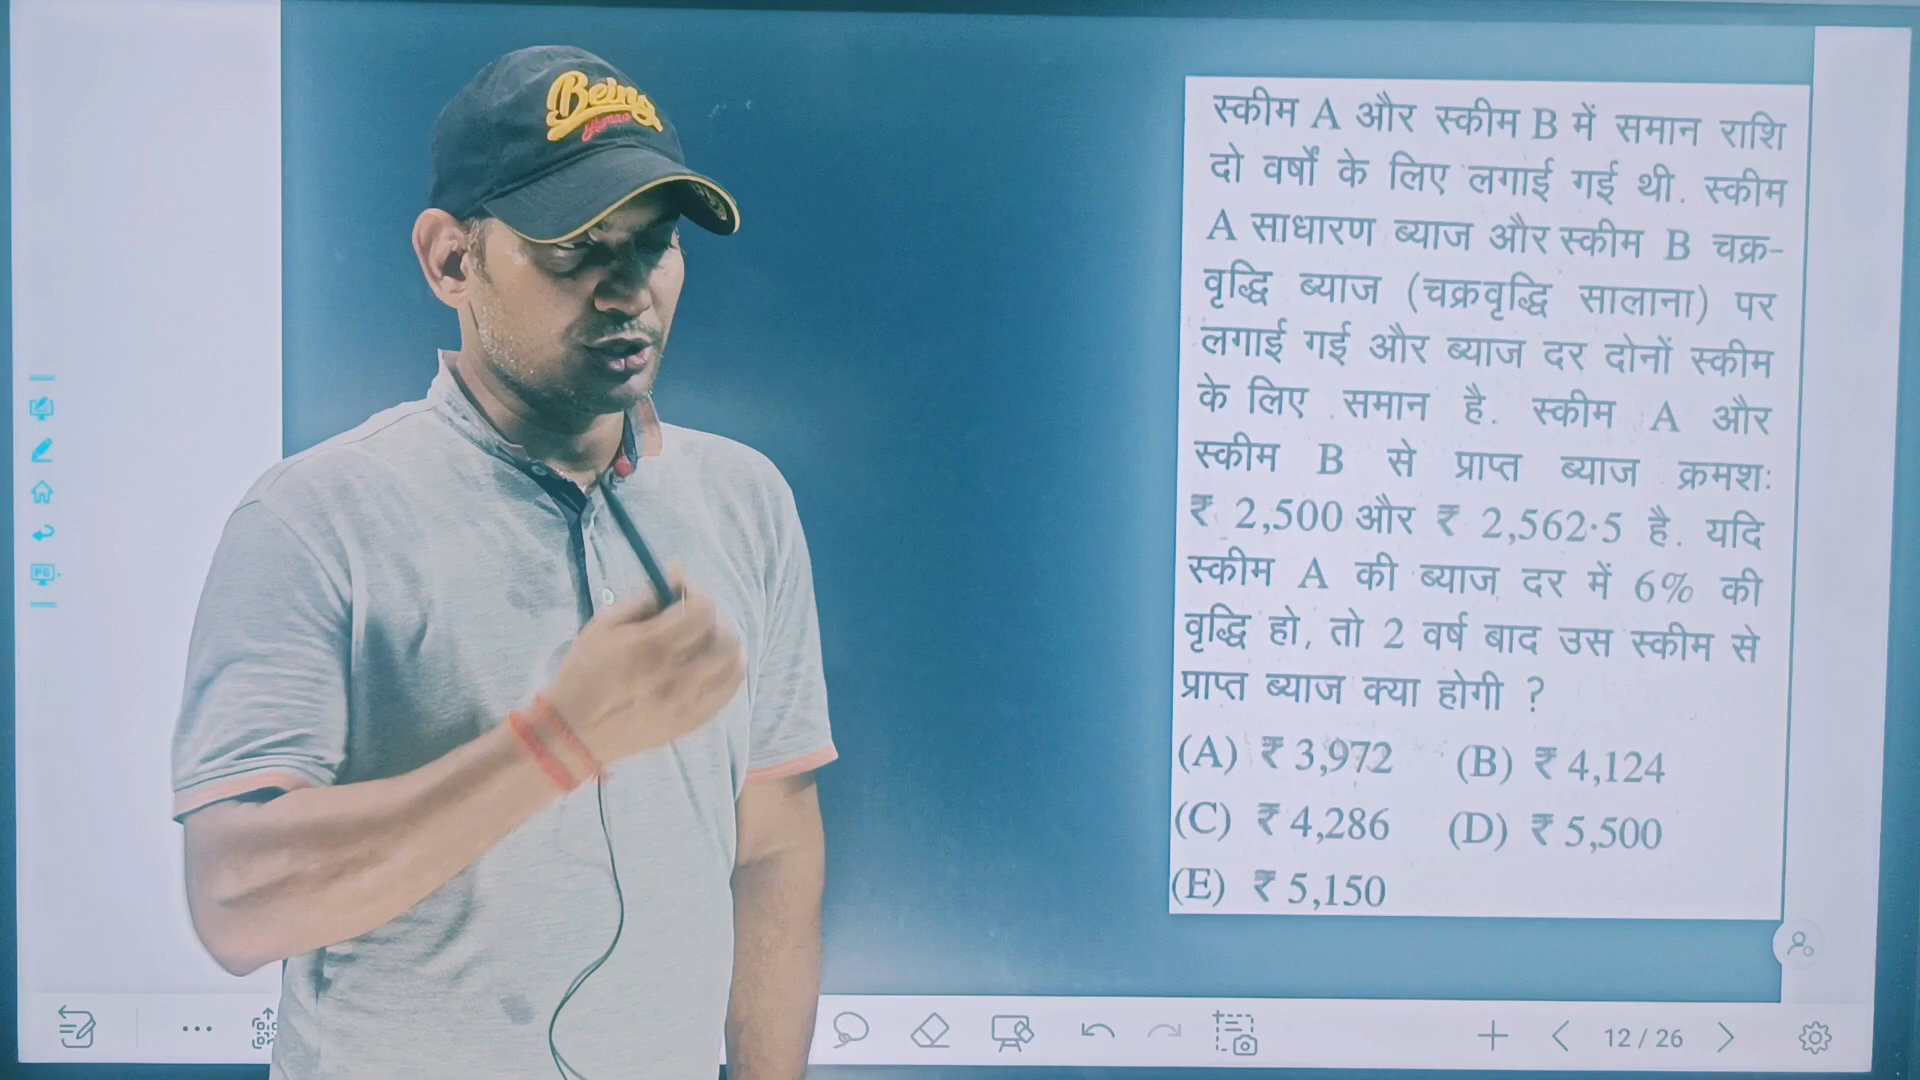 Being
Human
स्कीम A और स्कीम B में समान राशि
दो वर्षों के लिए लगाई गई थी. स्कीम
A साधारण ब्याज और स्कीम B चक्र-
वृद्धि ब्याज (चक्रवृद्धि सालाना) पर
लगाई गई और ब्याज दर दोनों स्कीम
के लिए समान है. स्कीम A और
स्कीम B से प्राप्त ब्याज क्रमशः
₹ 2,500 और ₹ 2,562·5 है. यदि
स्कीम A की ब्याज दर में 6% की
वृद्धि हो, तो 2 वर्ष बाद उस स्कीम से
प्राप्त ब्याज क्या होगी ?
(A) ₹ 3,972 (B) ₹ 4,124
(C) ₹ 4,286 (D) ₹ 5,500
(E) ₹ 5,150
PG
12 / 26